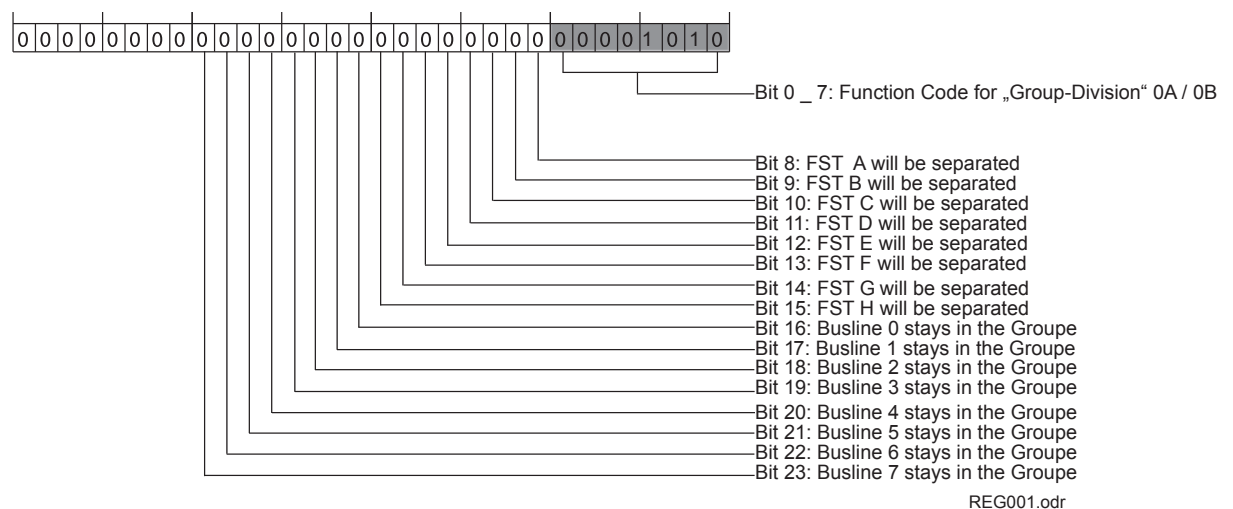 0 0 0 0 0 0 0 0 0 0 0 0 0 0 0 0 0 0 0 0 0 0 0 0 0 0 0 0 1 0 1 0
Bit 0 _ 7: Function Code for „Group-Division“ 0A / 0B
Bit 8: FST A will be separated
Bit 9: FST B will be separated
Bit 10: FST C will be separated
Bit 11: FST D will be separated
Bit 12: FST E will be separated
Bit 13: FST F will be separated
Bit 14: FST G will be separated
Bit 15: FST H will be separated
Bit 16: Busline 0 stays in the Groupe
Bit 17: Busline 1 stays in the Groupe
Bit 18: Busline 2 stays in the Groupe
Bit 19: Busline 3 stays in the Groupe
Bit 20: Busline 4 stays in the Groupe
Bit 21: Busline 5 stays in the Groupe
Bit 22: Busline 6 stays in the Groupe
Bit 23: Busline 7 stays in the Groupe
REG001.odr